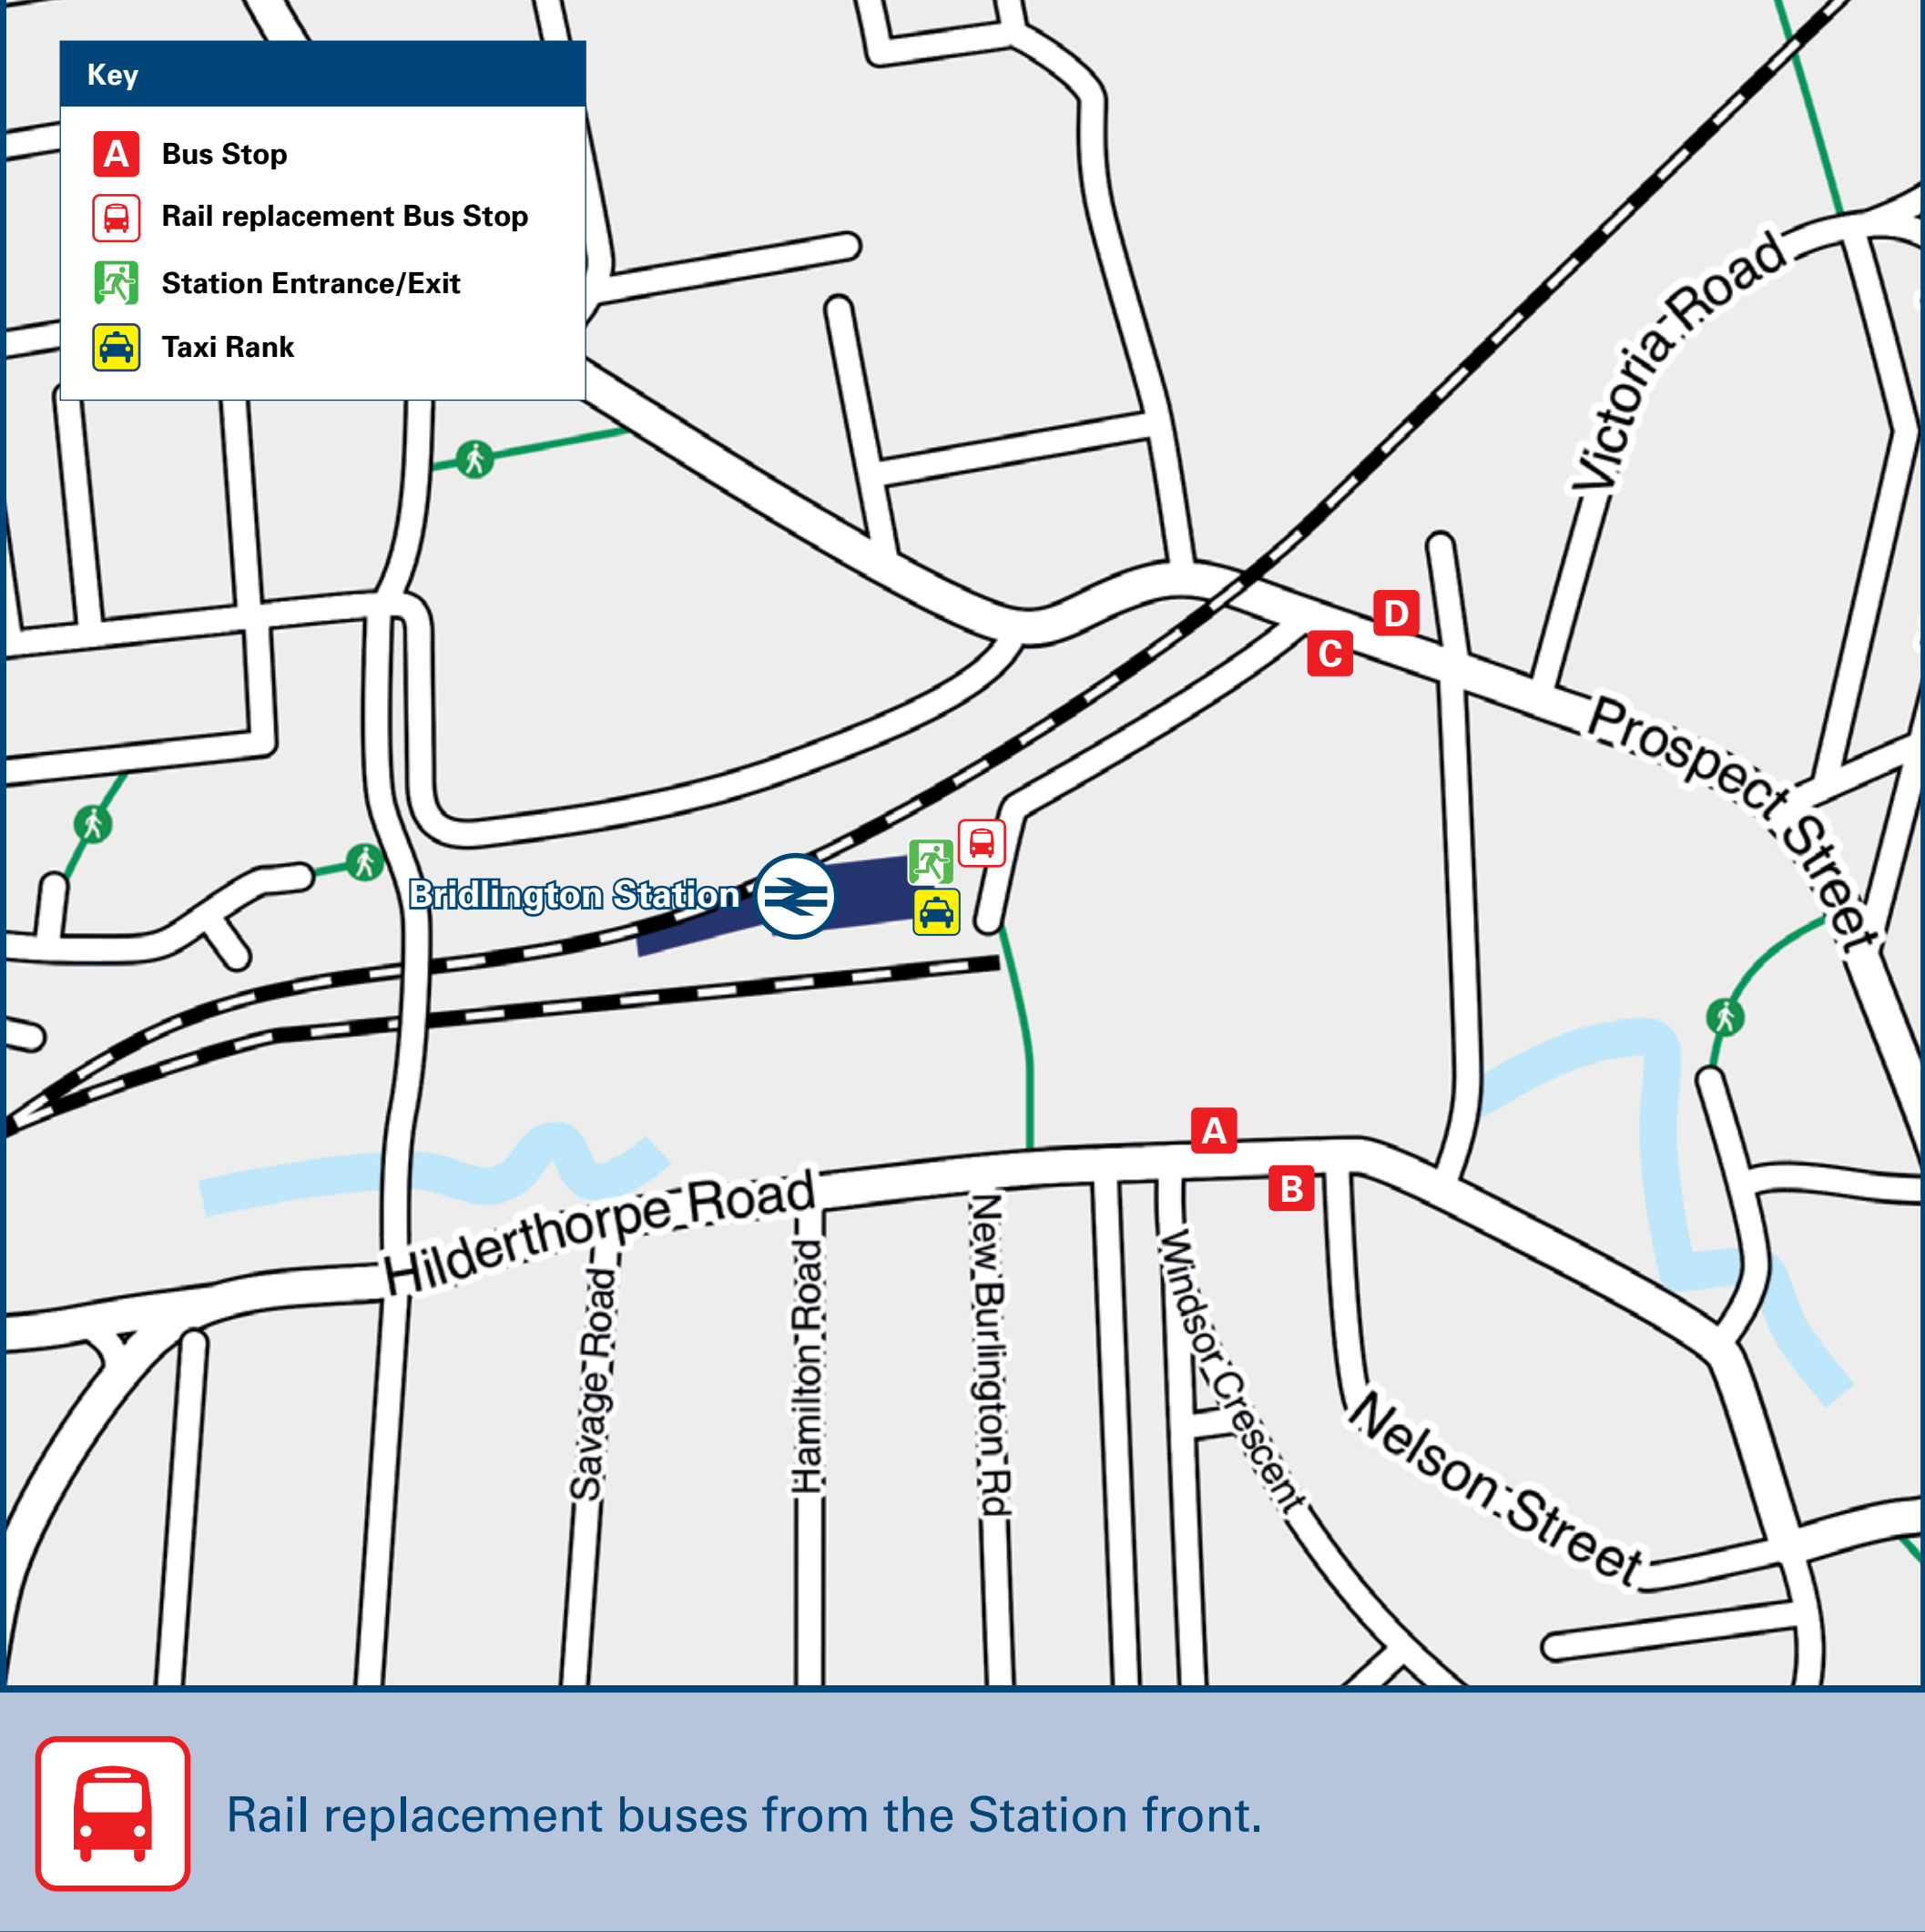 Key
A Bus Stop
Rail replacement Bus Stop
Station Entrance/Exit
Taxi Rank
Victoria Road
D
C
Prospect Street
Bridlington Station
A
B
Hilderthorpe Road
Savage Road
Hamilton Road
New Burlington Rd
Windsor Crescent
Nelson Street
Rail replacement buses from the Station front.